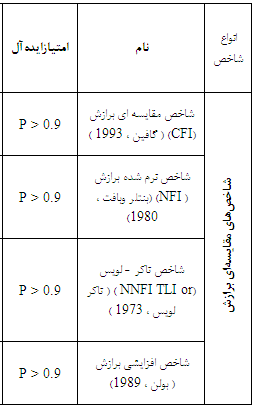 انواع
شاخص
نام
امتیازایده آل
شاخص‌های مقایسه‌ای برازش
شاخص مقایسه ای برازش
(CFI) ( گافین ، 1993 )
P > 0.9
شاخص نرم شده برازش
( NFI) (بنتلر وبافت ،
1980)
P > 0.9
شاخص تاکر - لویس
(NNFI TLI or) ( تاکر
لویس ، 1973 )
P > 0.9
شاخص افزایشی برازش
( بولن ، 1989)
P > 0.9